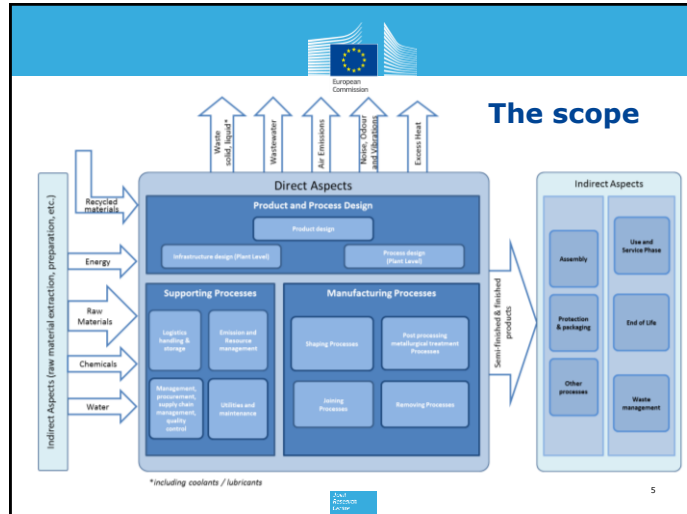 European
Commission
The scope
Waste
solid, liquid*
Wastewater
Air Emissions
Noise, Odour
and Vibrations
Excess Heat
Indirect Aspects (raw material extraction, preparation, etc.)
Recycled
materials
Energy
Raw
Materials
Chemicals
Water
Direct Aspects
Product and Process Design
Product design
Infrastructure design (Plant Level)
Process design
(Plant Level)
Supporting Processes
Logistics
handling &
storage
Emission and
Resource
management
Management,
procurement,
supply chain
management,
quality
control
Utilities and
maintenance
Manufacturing Processes
Shaping Processes
Post processing
metallurgical treatment
Processes
Joining
Processes
Removing Processes
Semi-finished & finished
products
Indirect Aspects
Assembly
Protection
& packaging
Other
processes
Use and
Service Phase
End of Life
Waste
management
*including coolants / lubricants
Joint
Research
Centre
5